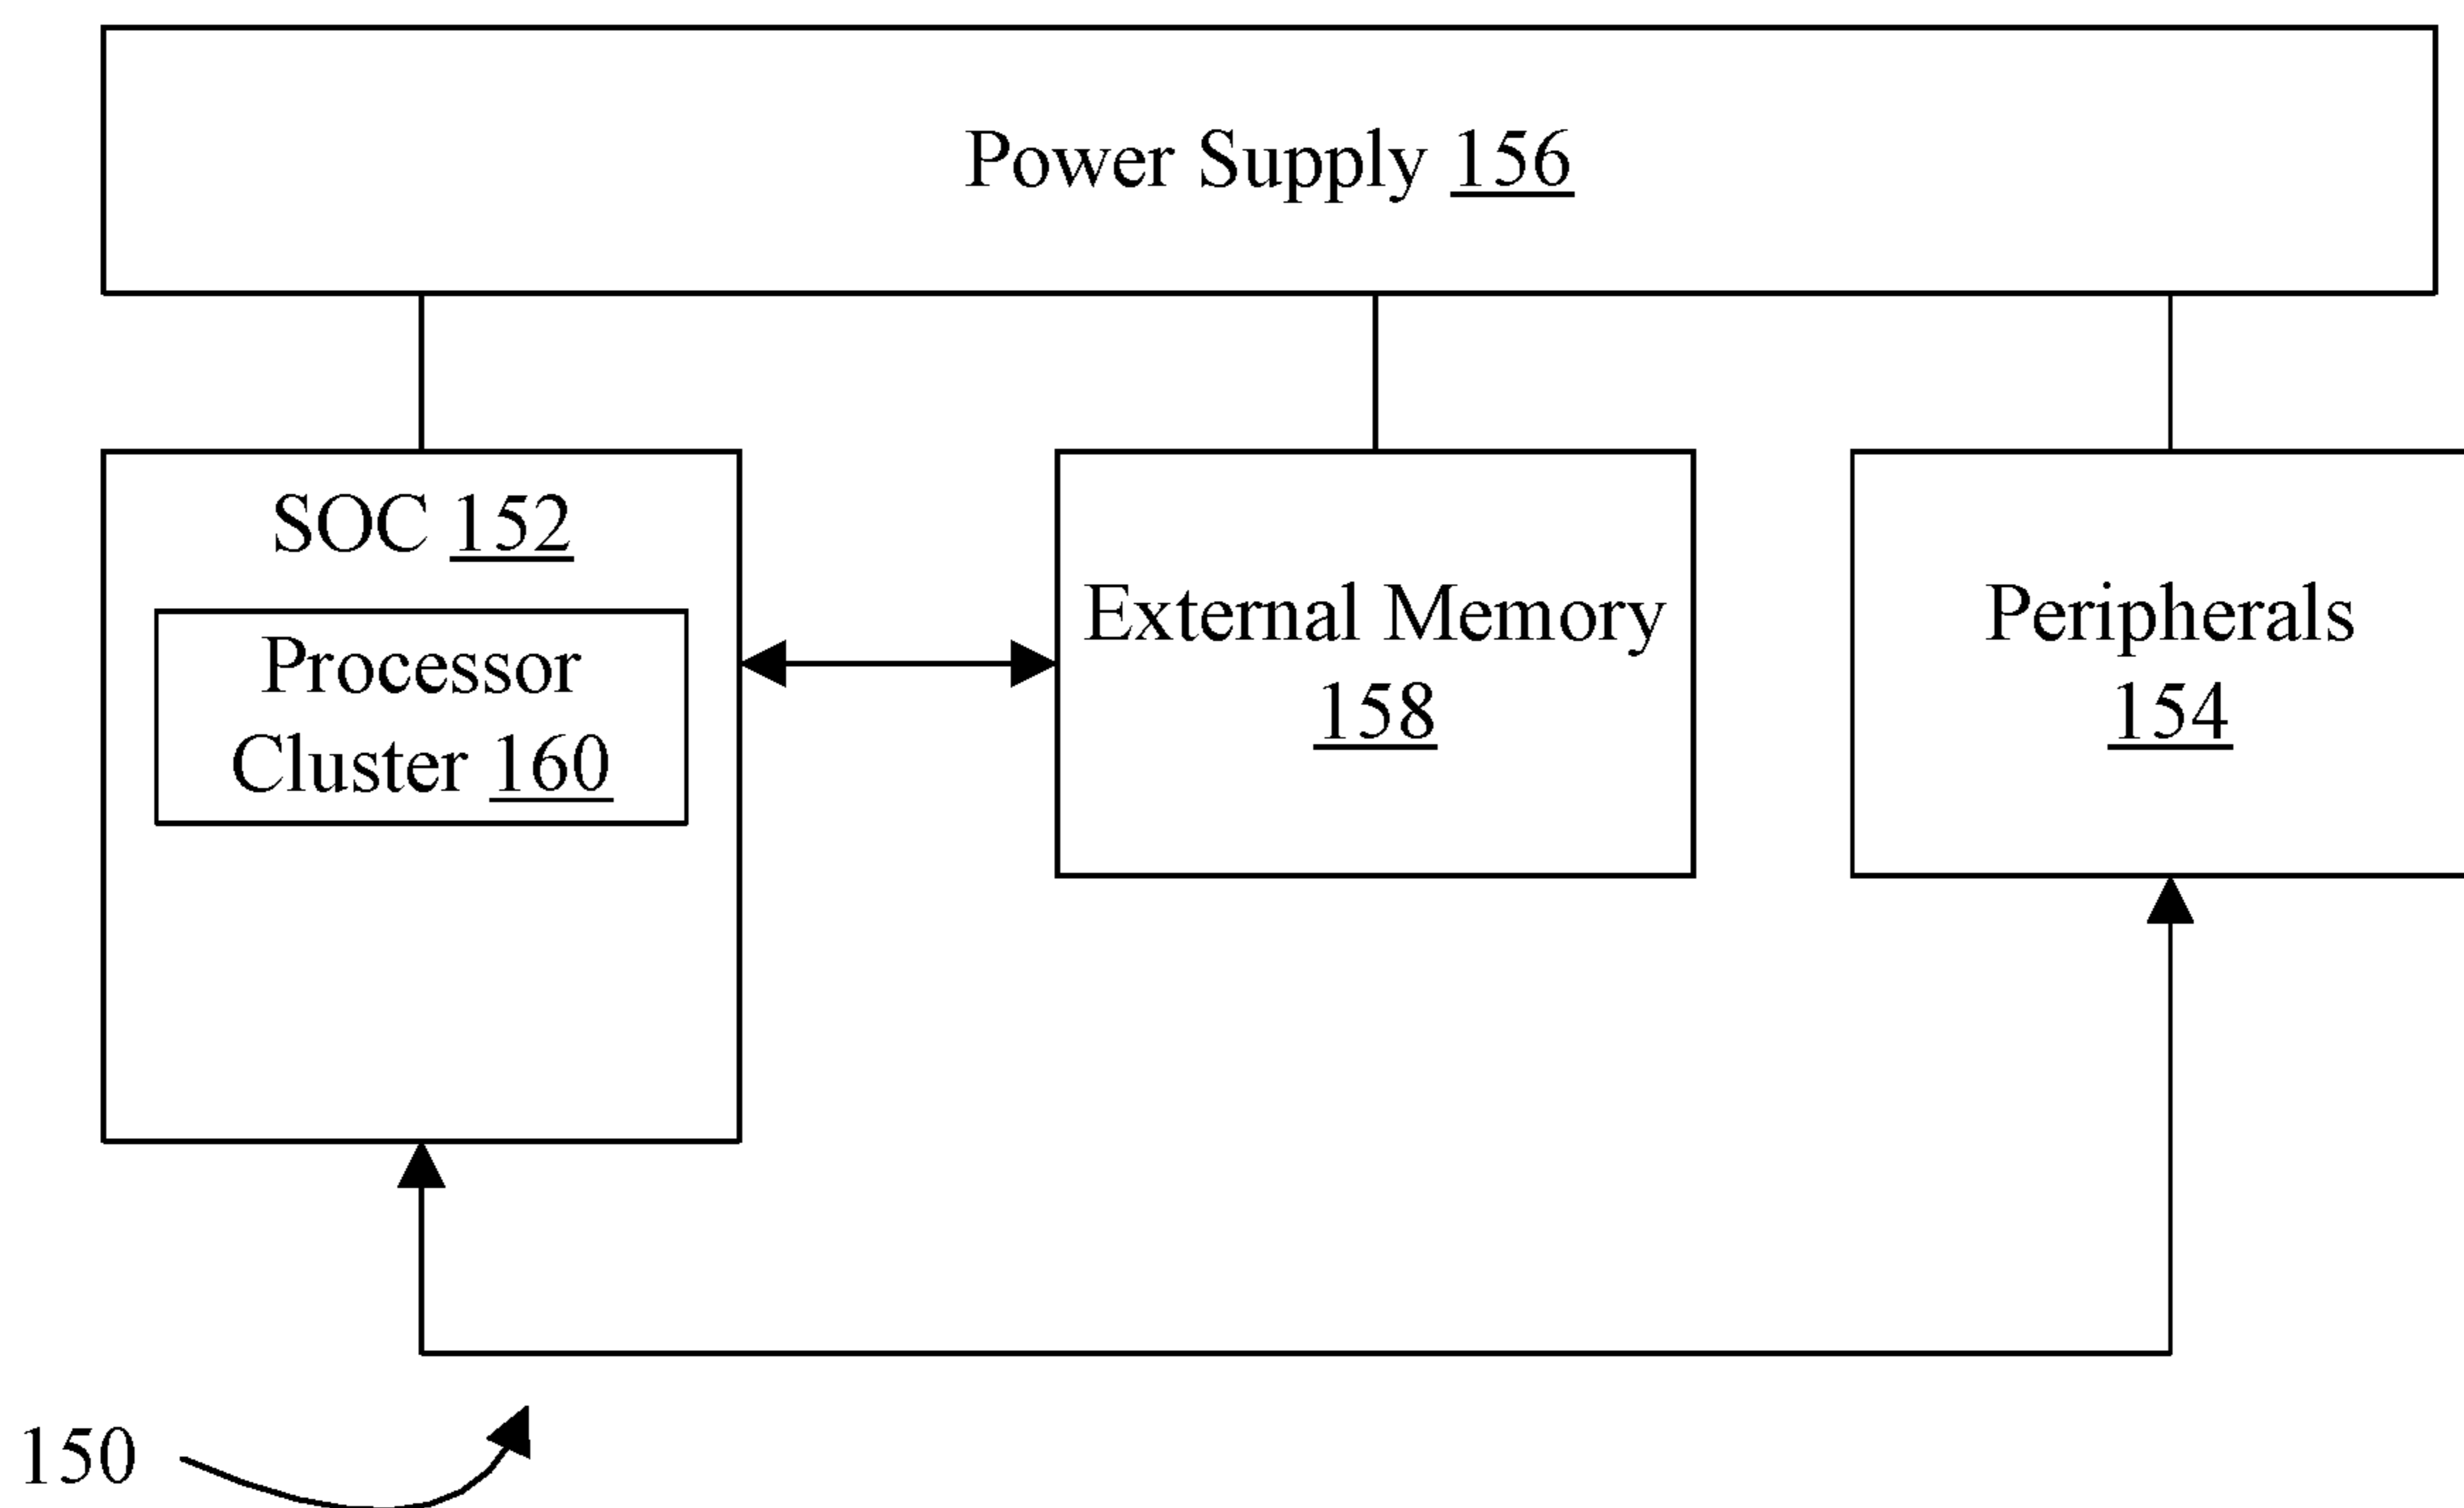 Power Supply 156
SOC 152
Processor
Cluster 160
External Memory
158
Peripherals
154
150